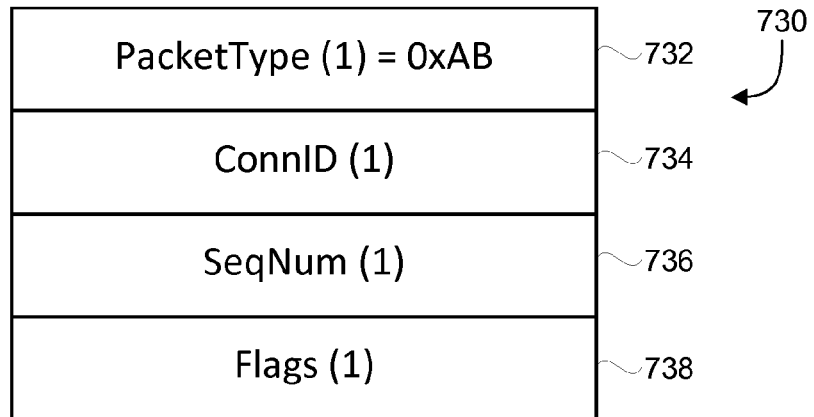 730
PacketType (1) = 0xAB 732
ConnID (1) 734
SeqNum (1) 736
Flags (1) 738